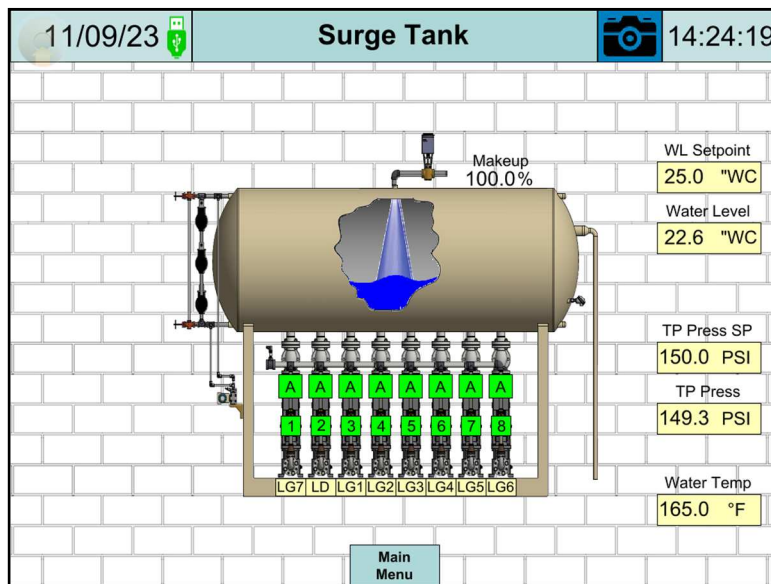 11/09/23
Surge Tank
14:24:19
Makeup
100.0%
WL Setpoint
25.0 "WC
Water Level
22.6 "WC
TP Press SP
150.0 PSI
TP Press
149.3 PSI
Water Temp
165.0 °F
A A A A A A A A
1 2 3 4 5 6 7 8
LG7 LD LG1 LG2 LG3 LG4 LG5 LG6
Main
Menu